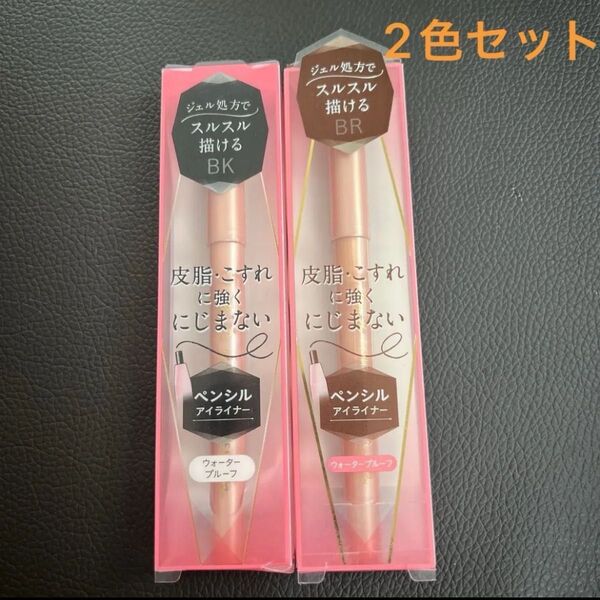 2色セット
ジェル処方で
スルスル
描ける
BK
皮脂・こすれ
に強く
にじまない
ペンシル
アイライナー
ウォーター
プルーフ
ジェル処方で
スルスル
描ける
BR
皮脂・こすれ
に強く
にじまない
ペンシル
アイライナー
ウォータープルーフ